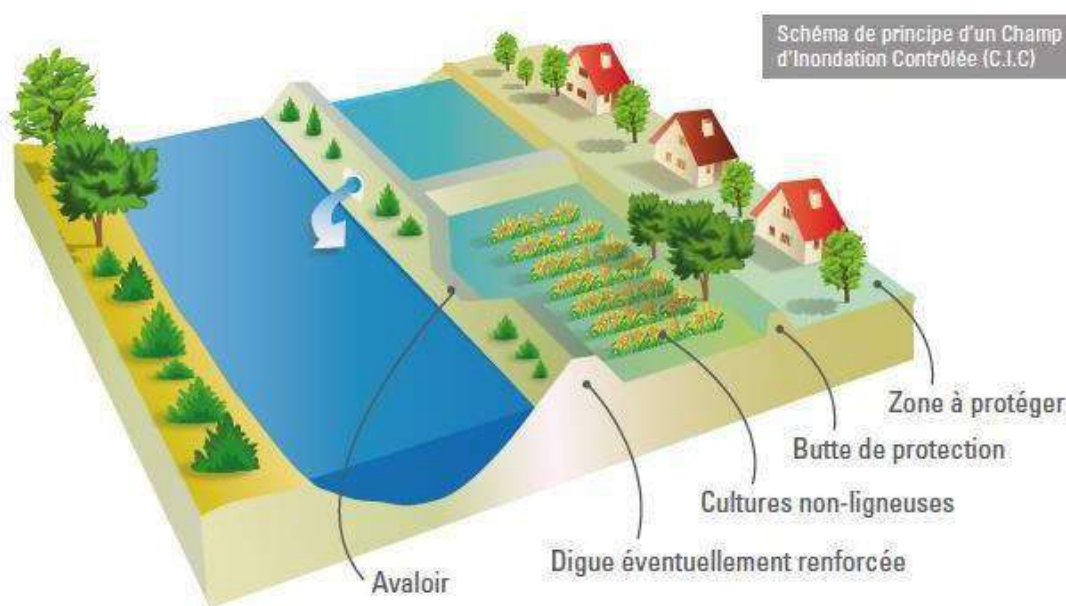 Schéma de principe d'un Champ
d'Inondation Contrôlée (C.I.C)
Zone à protéger
Butte de protection
Cultures non-ligneuses
Digue éventuellement renforcée
Avaloir